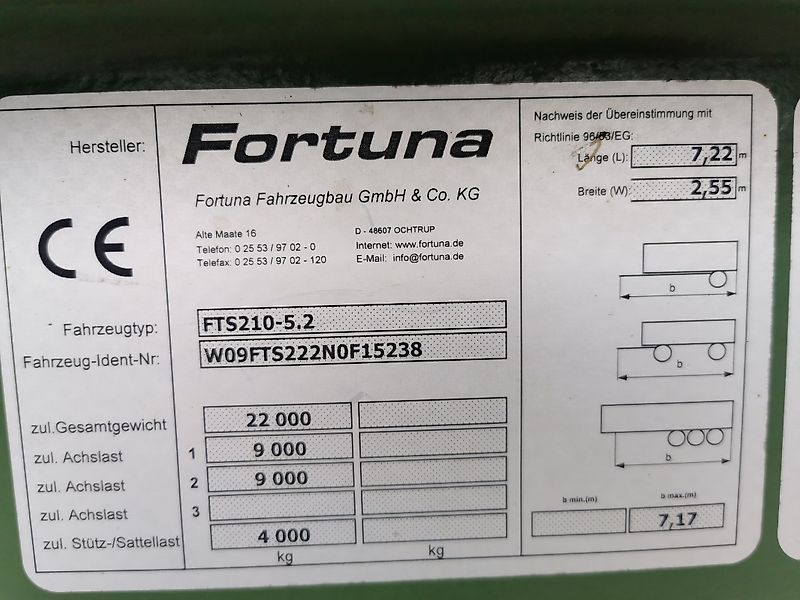 Hersteller:
Fortuna
Fortuna Fahrzeugbau GmbH & Co. KG
Alte Maate 16 D - 48607 OCHTRUP
Telefon: 0 25 53 / 97 02 - 0 Internet: www.fortuna.de
Telefax: 0 25 53 / 97 02 - 120 E-Mail: info@fortuna.de
CE
Fahrzeugtyp: FTS210-5.2
Fahrzeug-Ident-Nr: W09FTS222N0F15238
zul.Gesamtgewicht 22 000
zul. Achslast 1 9 000
zul. Achslast 2 9 000
zul. Achslast 3
zul. Stütz-/Sattellast 4 000
kg kg
Nachweis der Übereinstimmung mit
Richtlinie 96/53/EG:
Länge (L): 7,22 m
Breite (W): 2,55 m
b
b
b
b min.(m) b max.(m)
7,17